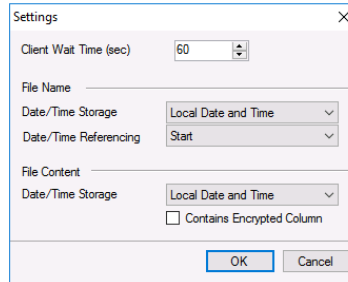 Settings
Client Wait Time (sec) 60
File Name
Date/Time Storage Local Date and Time
Date/Time Referencing Start
File Content
Date/Time Storage Local Date and Time
Contains Encrypted Column
OK Cancel